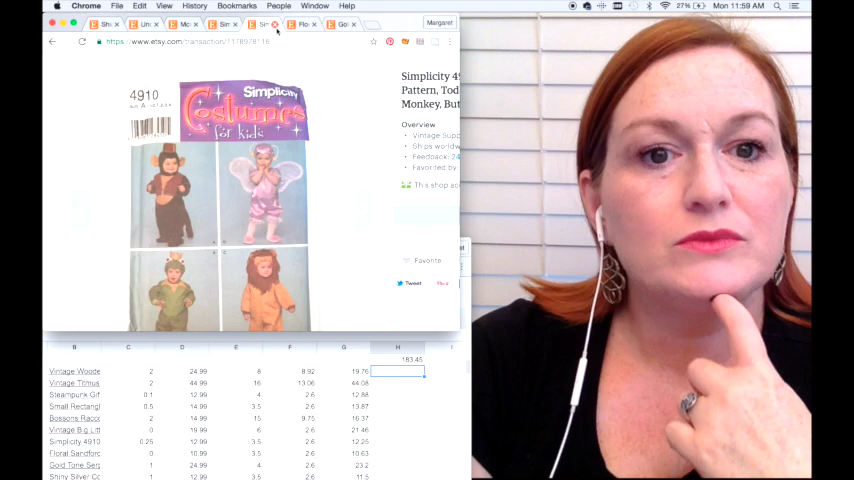 Chrome File Edit View History Bookmarks People Window Help
27% Mon 11:59 AM
Margaret
https://www.etsy.com/transaction/
4910
Simplicity
Costumes
for kids
Simplicity 49
Pattern, Tod
Monkey, But
Overview
Vintage Supp
Ships worldw
Feedback: 24
Favorited by
This shop ac
Favorite
Tweet
B C D E F G H I
183.45
Vintage Woode 2 24.99 8 8.92 19.76
Vintage Titmus 2 44.99 16 13.06 44.08
Steampunk Gif 0.1 12.99 4 2.6 12.88
Small Rectangl 0.5 14.99 3.5 2.6 13.87
Bossons Racco 2 14.99 15 9.75 16.37
Vintage Big Litt 0 19.99 6 2.6 21.46
Simplicity 4910 0.25 12.99 3.5 2.6 12.25
Floral Sandford 0 10.99 3.5 2.6 10.63
Gold Tone Serp 1 24.99 4 2.6 23.2
Shiny Silver Co 1 12.99 3.5 2.6 11.5